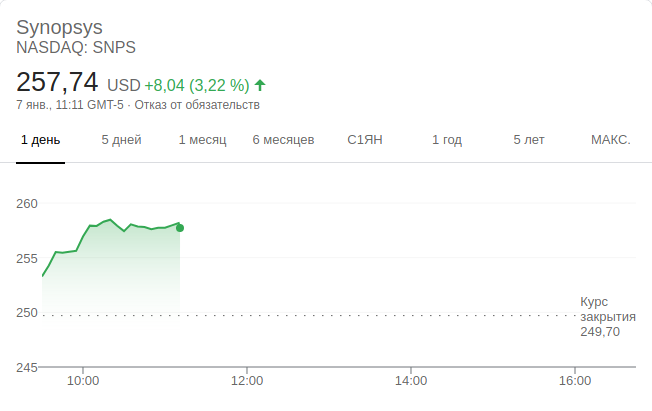 Synopsys
NASDAQ: SNPS
257,74 USD +8,04 (3,22 %)
7 янв., 11:11 GMT-5 · Отказ от обязательств
1 день 5 дней 1 месяц 6 месяцев С1ЯН 1 год 5 лет МАКС.
260
255
250
Курс
закрытия
249,70
245
10:00 12:00 14:00 16:00